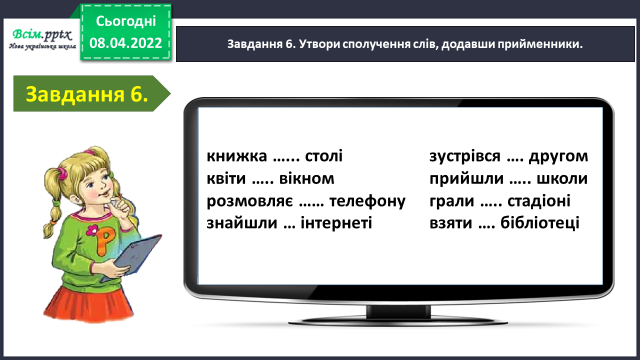 Всім.pptx
Нова українська школа
Сьогодні
08.04.2022
Завдання 6. Утвори сполучення слів, додавши прийменники.
Завдання 6.
книжка …... столі
квіти ….. вікном
розмовляє …… телефону
знайшли … інтернеті
зустрівся …. другом
прийшли ….. школи
грали ….. стадіоні
взяти …. бібліотеці
Р